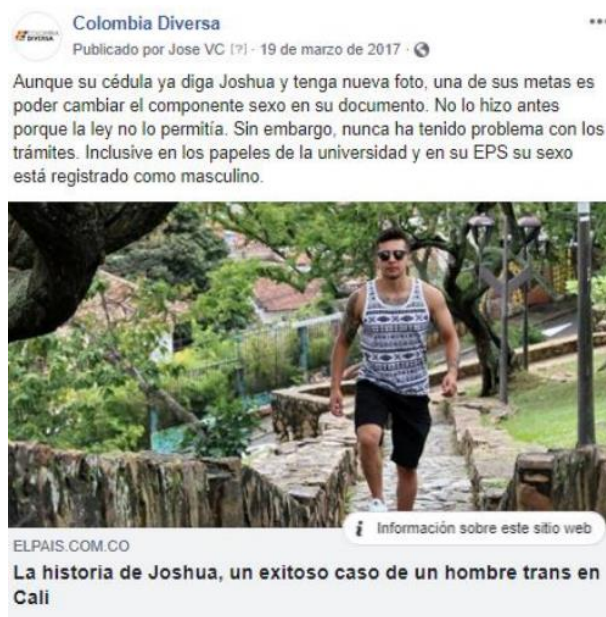 COLOMBIA
DIVERSA
Colombia Diversa
Publicado por Jose VC [?] · 19 de marzo de 2017 ·
Aunque su cédula ya diga Joshua y tenga nueva foto, una de sus metas es
poder cambiar el componente sexo en su documento. No lo hizo antes
porque la ley no lo permitía. Sin embargo, nunca ha tenido problema con los
trámites. Inclusive en los papeles de la universidad y en su EPS su sexo
está registrado como masculino.
Información sobre este sitio web
ELPAIS.COM.CO
La historia de Joshua, un exitoso caso de un hombre trans en
Cali